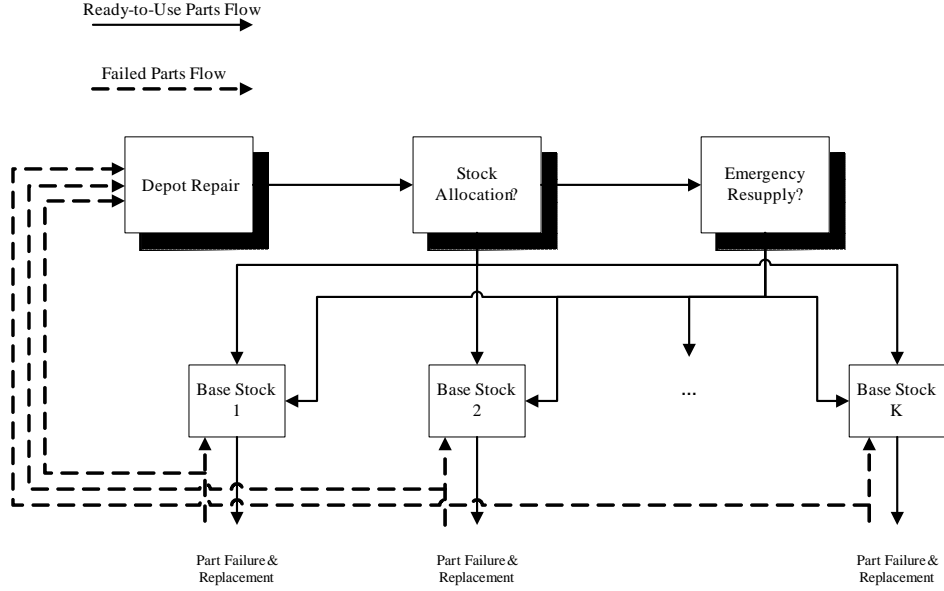 Ready-to-Use Parts Flow
Failed Parts Flow
Depot Repair
Stock
Allocation?
Emergency
Resupply?
Base Stock
1
Base Stock
2
...
Base Stock
K
Part Failure &
Replacement
Part Failure &
Replacement
Part Failure &
Replacement